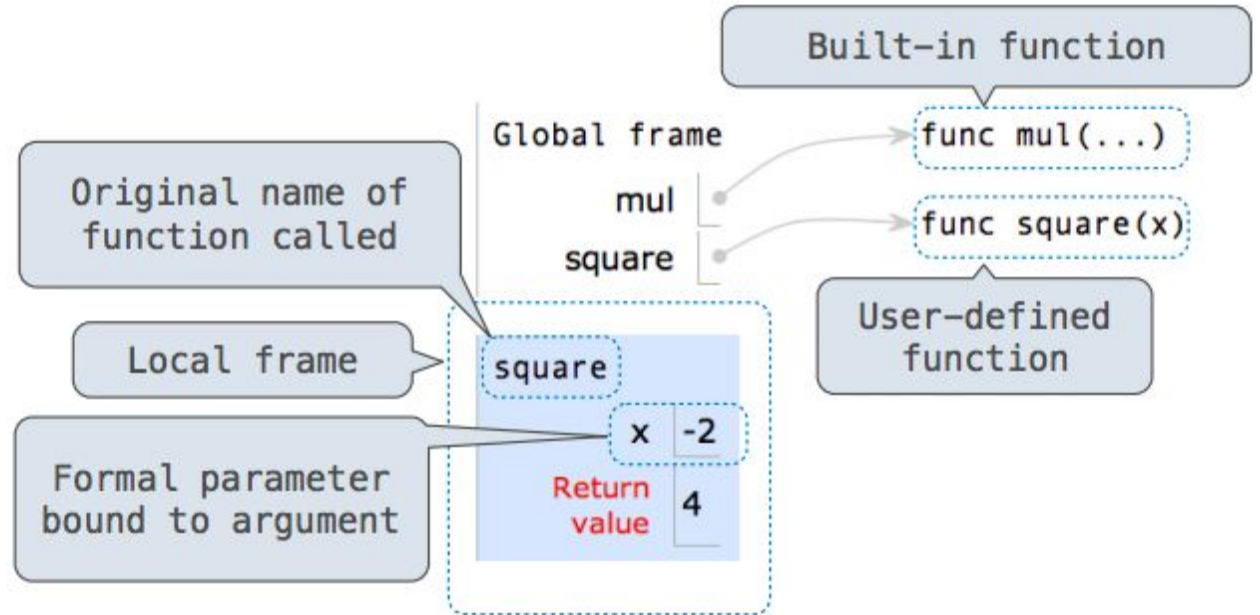 Built-in function
Global frame
func mul(...)
Original name of
function called
mul
func square(x)
square
User-defined
function
Local frame
square
x -2
Formal parameter
bound to argument
Return
value
4